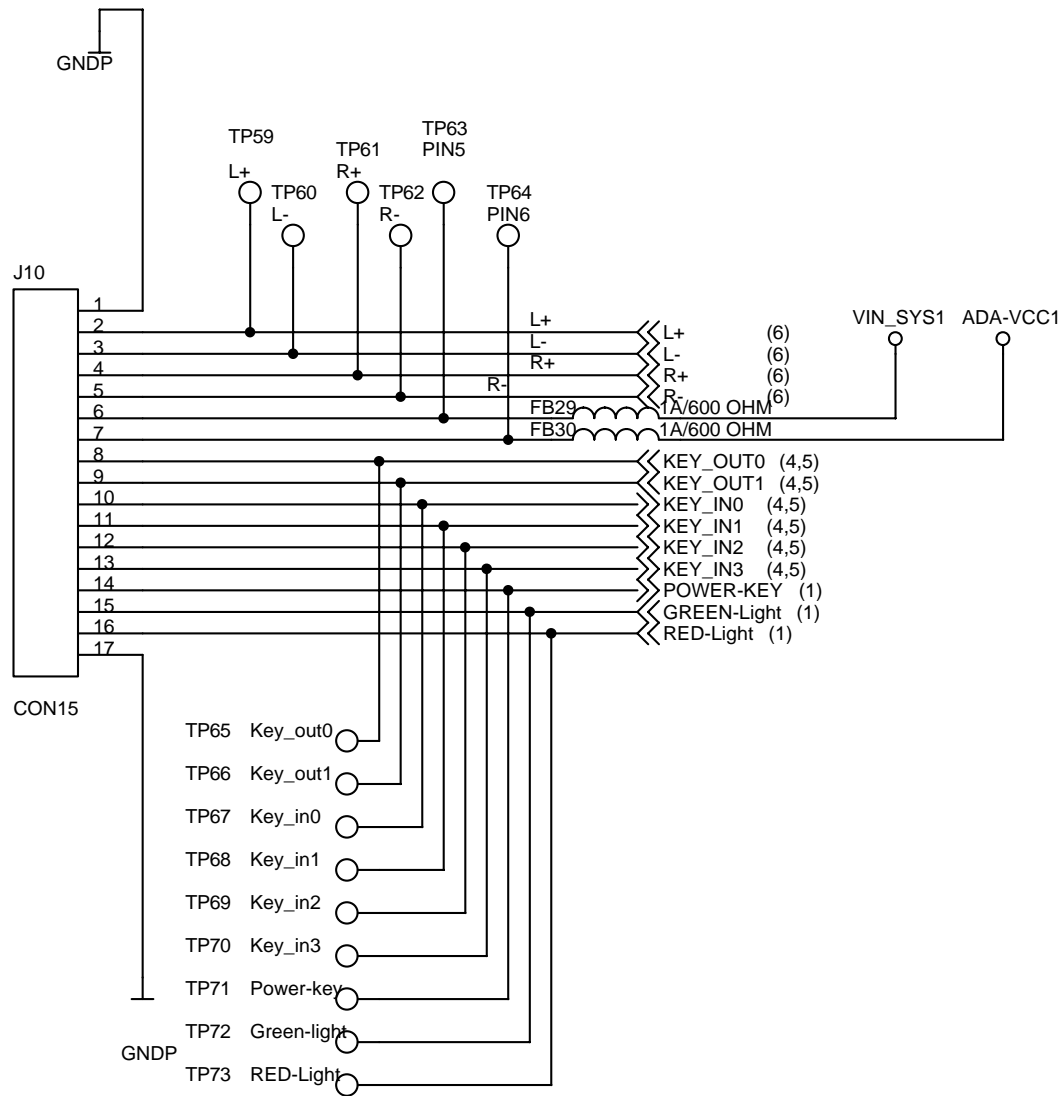 GNDP
TP59
L+
TP60
L-
TP61
R+
TP62
R-
TP63
PIN5
TP64
PIN6
J10
1
2
3
4
5
6
7
8
9
10
11
12
13
14
15
16
17
CON15
L+
L-
R+
R-
L+ (6)
L- (6)
R+ (6)
R- (6)
VIN_SYS1 ADA-VCC1
FB29 1A/600 OHM
FB30 1A/600 OHM
KEY_OUT0 (4,5)
KEY_OUT1 (4,5)
KEY_IN0 (4,5)
KEY_IN1 (4,5)
KEY_IN2 (4,5)
KEY_IN3 (4,5)
POWER-KEY (1)
GREEN-Light (1)
RED-Light (1)
TP65 Key_out0
TP66 Key_out1
TP67 Key_in0
TP68 Key_in1
TP69 Key_in2
TP70 Key_in3
TP71 Power-key
TP72 Green-light
TP73 RED-Light
GNDP